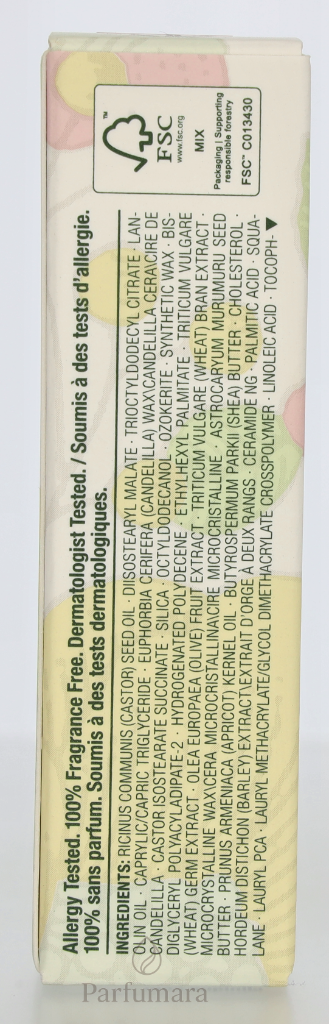 Allergy Tested. 100% Fragrance Free. Dermatologist Tested. / Soumis à des tests d'allergie.
100% sans parfum. Soumis à des tests dermatologiques.
INGREDIENTS: RICINUS COMMUNIS (CASTOR) SEED OIL · DIISOSTEARYL MALATE · TRIOCTYLDODECYL CITRATE · LAN-
OLIN OIL · CAPRYLIC/CAPRIC TRIGLYCERIDE · EUPHORBIA CERIFERA (CANDELILLA) WAX\CANDELILLA CERA\CIRE DE
CANDELILLA · CASTOR ISOSTEARATE SUCCINATE · SILICA · OCTYLDODECANOL · OZOKERITE · SYNTHETIC WAX · BIS-
DIGLYCERYL POLYACYLADIPATE-2 · HYDROGENATED POLYDECENE · ETHYLHEXYL PALMITATE · TRITICUM VULGARE
(WHEAT) GERM EXTRACT · OLEA EUROPAEA (OLIVE) FRUIT EXTRACT · TRITICUM VULGARE (WHEAT) BRAN EXTRACT ·
MICROCRYSTALLINE WAX\CERA MICROCRISTALLINA\CIRE MICROCRISTALLINE · ASTROCARYUM MURUMURU SEED
BUTTER · PRUNUS ARMENIACA (APRICOT) KERNEL OIL · BUTYROSPERMUM PARKII (SHEA) BUTTER · CHOLESTEROL ·
HORDEUM DISTICHON (BARLEY) EXTRACT\EXTRAIT D'ORGE À DEUX RANGS · CERAMIDE NG · PALMITIC ACID · SQUA-
LANE · LAURYL PCA · LAURYL METHACRYLATE/GLYCOL DIMETHACRYLATE CROSSPOLYMER · LINOLEIC ACID · TOCOPH-▼
™
FSC
www.fsc.org
MIX
Packaging | Supporting
responsible forestry
FSC™ C013430
Parfumara